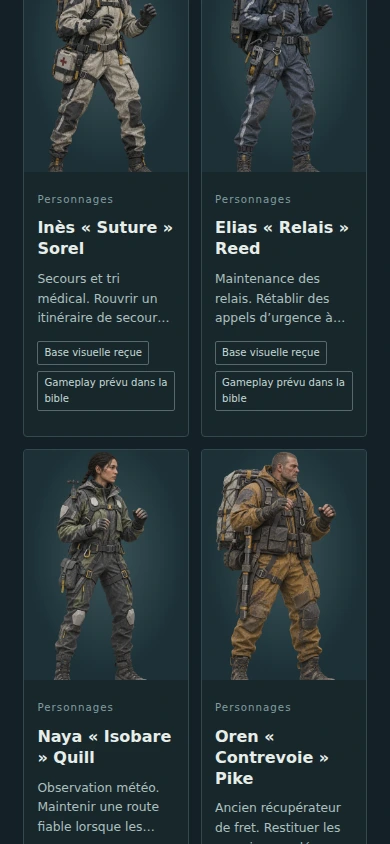 Personnages
Inès « Suture »
Sorel
Secours et tri
médical. Rouvrir un
itinéraire de secour…
Base visuelle reçue
Gameplay prévu dans la
bible
Personnages
Elias « Relais »
Reed
Maintenance des
relais. Rétablir des
appels d’urgence à…
Base visuelle reçue
Gameplay prévu dans la
bible
Personnages
Naya « Isobare
» Quill
Observation météo.
Maintenir une route
fiable lorsque les…
Personnages
Oren «
Contrevoie »
Pike
Ancien récupérateur
de fret. Restituer les